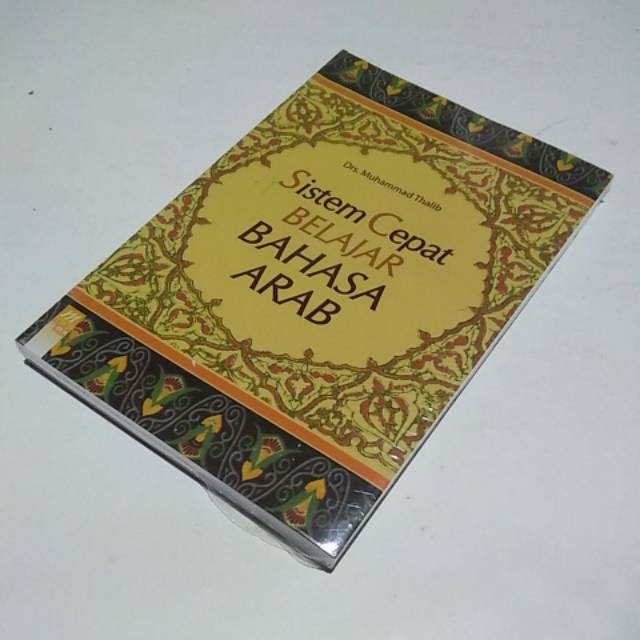 Drs. Muhammad Thalib
Sistem Cepat
BELAJAR
BAHASA
ARAB